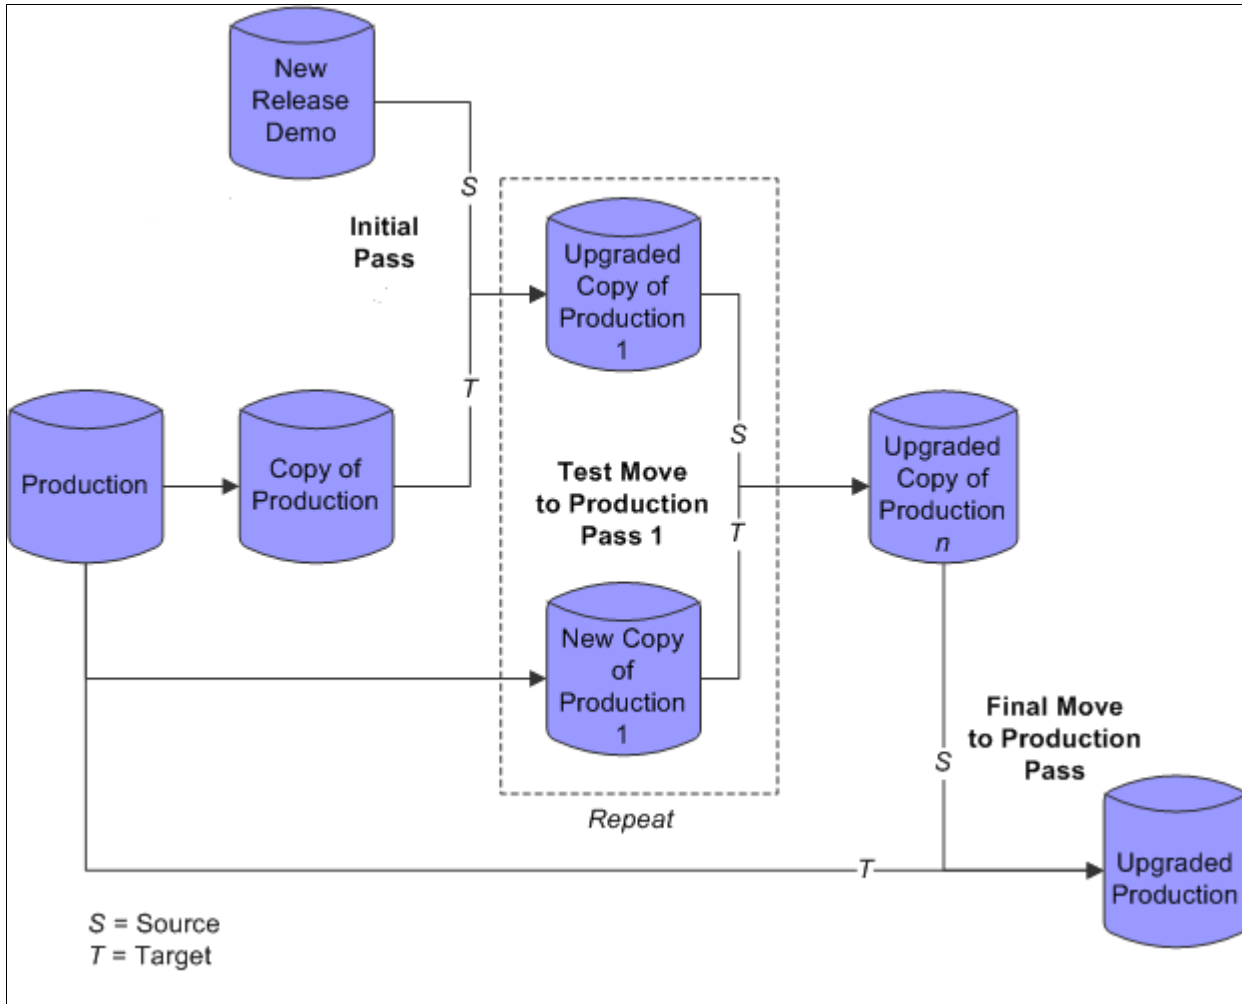 New
Release
Demo
S
Initial
Pass
Upgraded
Copy of
Production
1
T
S
Production
Copy of
Production
Test Move
to Production
Pass 1
T
Upgraded
Copy of
Production
n
New Copy
of
Production
1
Final Move
to Production
Pass
S
Repeat
T
Upgraded
Production
S = Source
T = Target